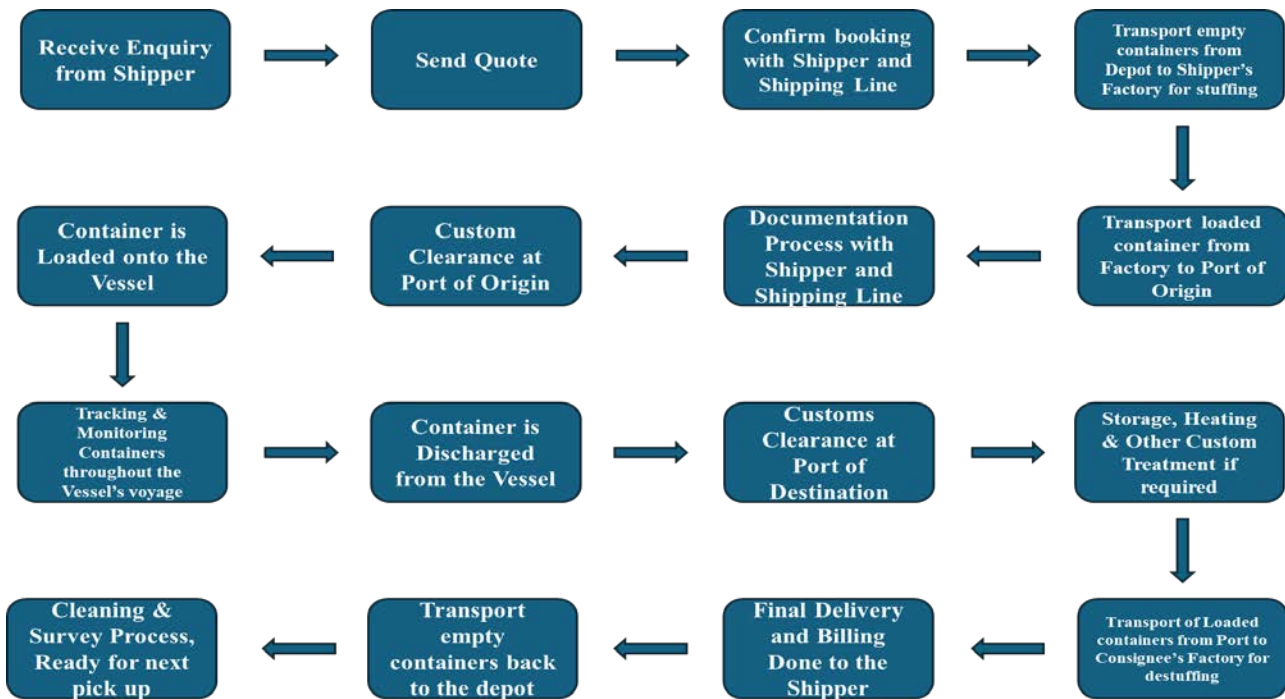 Receive Enquiry
from Shipper
Send Quote
Confirm booking
with Shipper and
Shipping Line
Transport empty
containers from
Depot to Shipper's
Factory for stuffing
Transport loaded
container from
Factory to Port of
Origin
Documentation
Process with
Shipper and
Shipping Line
Custom
Clearance at
Port of Origin
Container is
Loaded onto the
Vessel
Tracking &
Monitoring
Containers
throughout the
Vessel's voyage
Container is
Discharged
from the Vessel
Customs
Clearance at
Port of
Destination
Storage, Heating
& Other Custom
Treatment if
required
Transport of Loaded
containers from Port to
Consignee's Factory for
destuffing
Final Delivery
and Billing
Done to the
Shipper
Transport
empty
containers back
to the depot
Cleaning &
Survey Process,
Ready for next
pick up